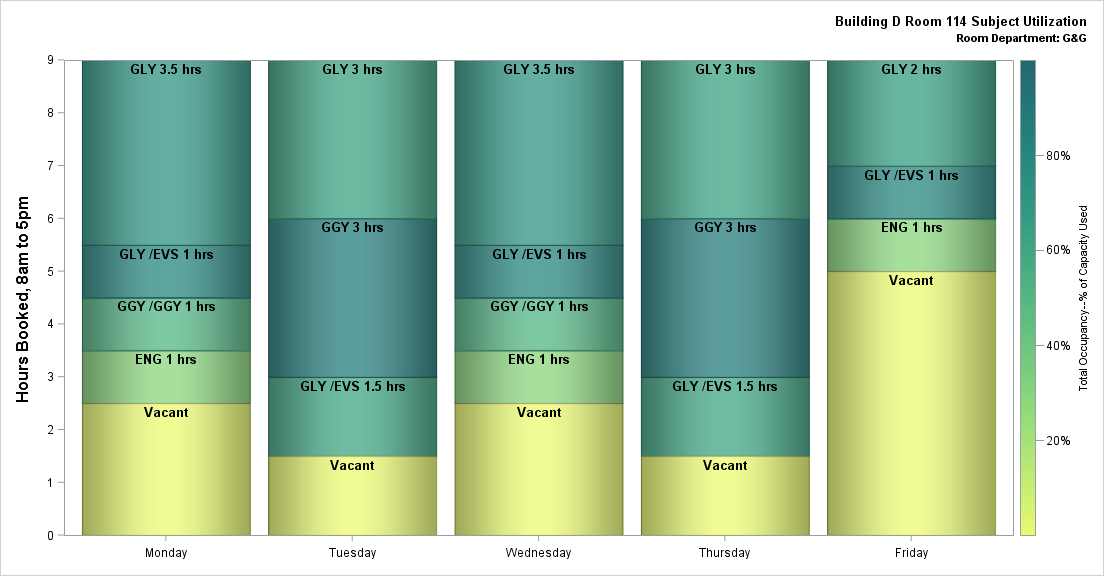 Building D Room 114 Subject Utilization
Room Department: G&G
Hours Booked, 8am to 5pm
9
8
7
6
5
4
3
2
1
0
GLY 3.5 hrs
GLY /EVS 1 hrs
GGY /GGY 1 hrs
ENG 1 hrs
Vacant
GLY 3 hrs
GGY 3 hrs
GLY /EVS 1.5 hrs
Vacant
GLY 3.5 hrs
GLY /EVS 1 hrs
GGY /GGY 1 hrs
ENG 1 hrs
Vacant
GLY 3 hrs
GGY 3 hrs
GLY /EVS 1.5 hrs
Vacant
GLY 2 hrs
GLY /EVS 1 hrs
ENG 1 hrs
Vacant
Monday
Tuesday
Wednesday
Thursday
Friday
80%
60%
40%
20%
Total Occupancy--% of Capacity Used